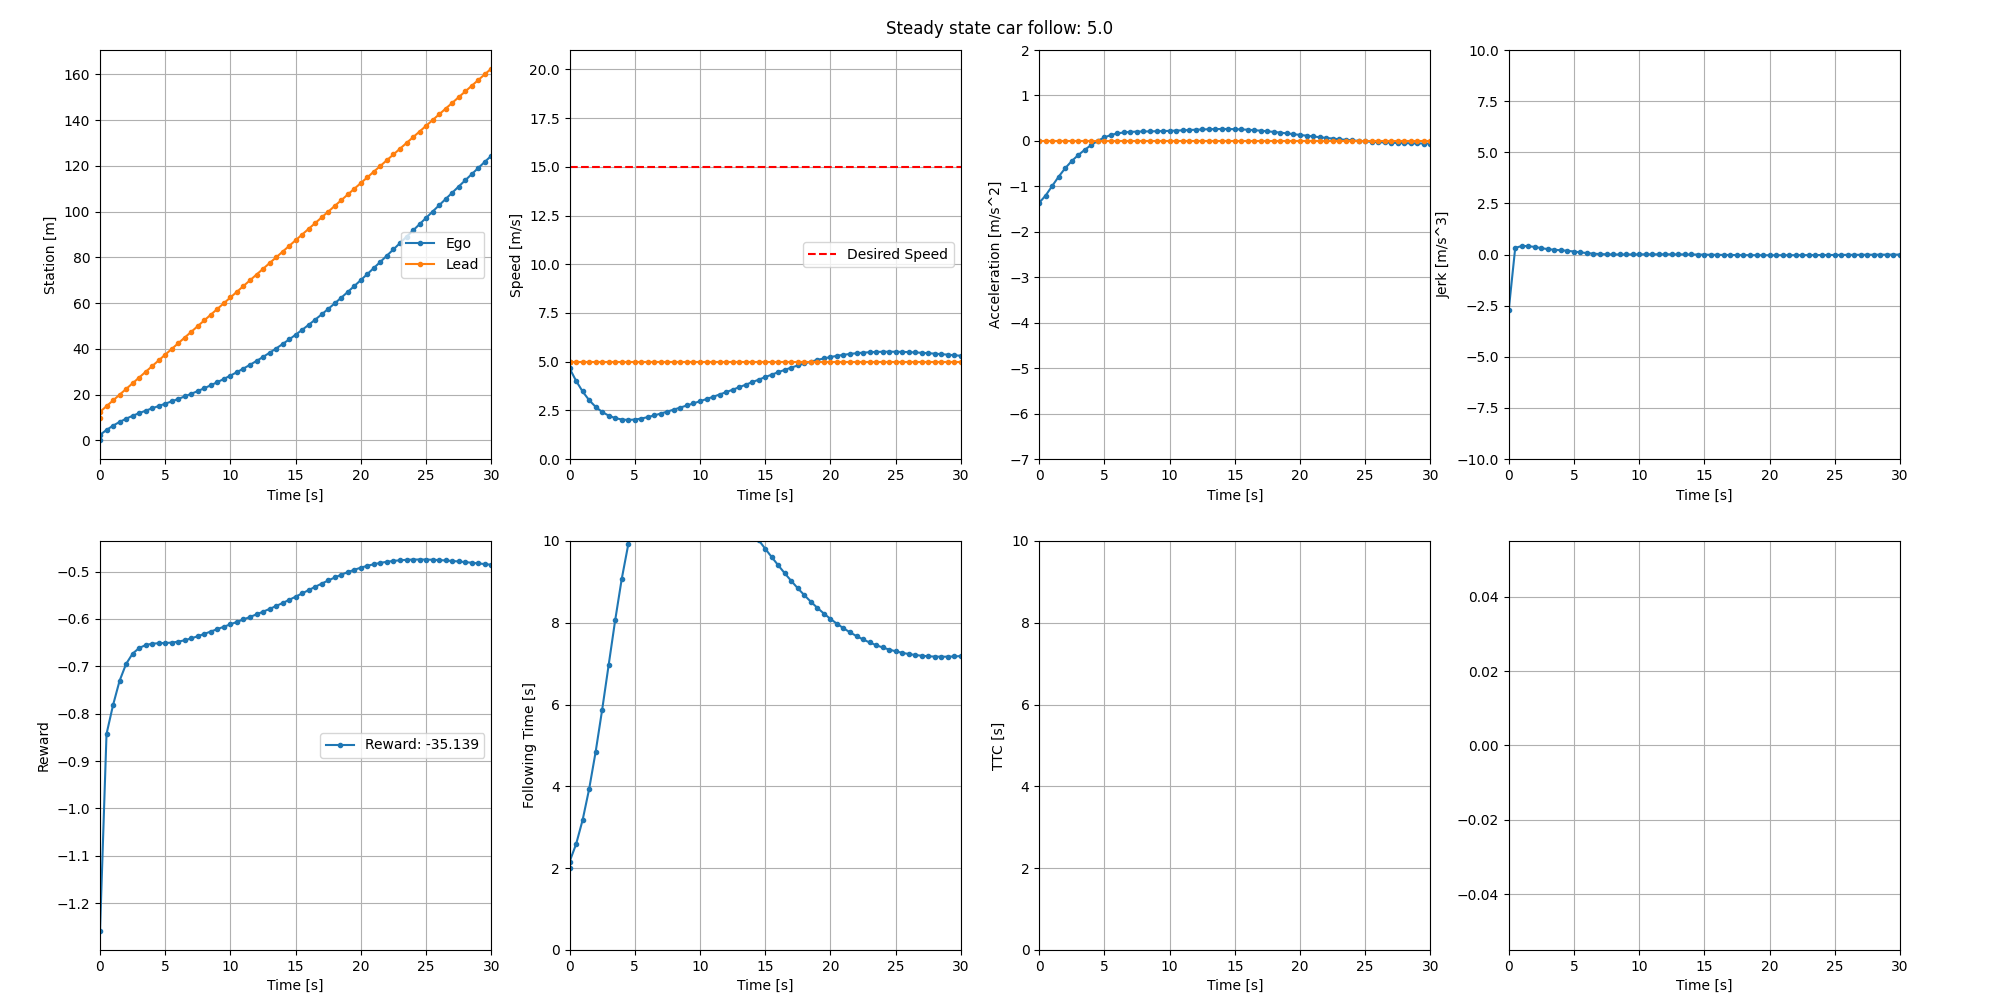 Steady state car follow: 5.0
160
140
120
100
80
60
40
20
0
Station [m]
Ego
Lead
0 5 10 15 20 25 30
Time [s]
20.0
17.5
15.0
12.5
10.0
7.5
5.0
2.5
0.0
Speed [m/s]
Desired Speed
0 5 10 15 20 25 30
Time [s]
2
1
0
−1
−2
−3
−4
−5
−6
−7
Acceleration [m/s^2]
0 5 10 15 20 25 30
Time [s]
10.0
7.5
5.0
2.5
0.0
−2.5
−5.0
−7.5
−10.0
Jerk [m/s^3]
0 5 10 15 20 25 30
Time [s]
−0.5
−0.6
−0.7
−0.8
−0.9
−1.0
−1.1
−1.2
Reward
Reward: -35.139
0 5 10 15 20 25 30
Time [s]
10
8
6
4
2
0
Following Time [s]
0 5 10 15 20 25 30
Time [s]
10
8
6
4
2
0
TTC [s]
0 5 10 15 20 25 30
Time [s]
0.04
0.02
0.00
−0.02
−0.04
0 5 10 15 20 25 30
Time [s]